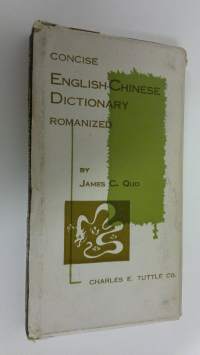 CONCISE
ENGLISH-CHINESE
DICTIONARY
ROMANIZED
BY
JAMES C. QUO
CHARLES E. TUTTLE CO.